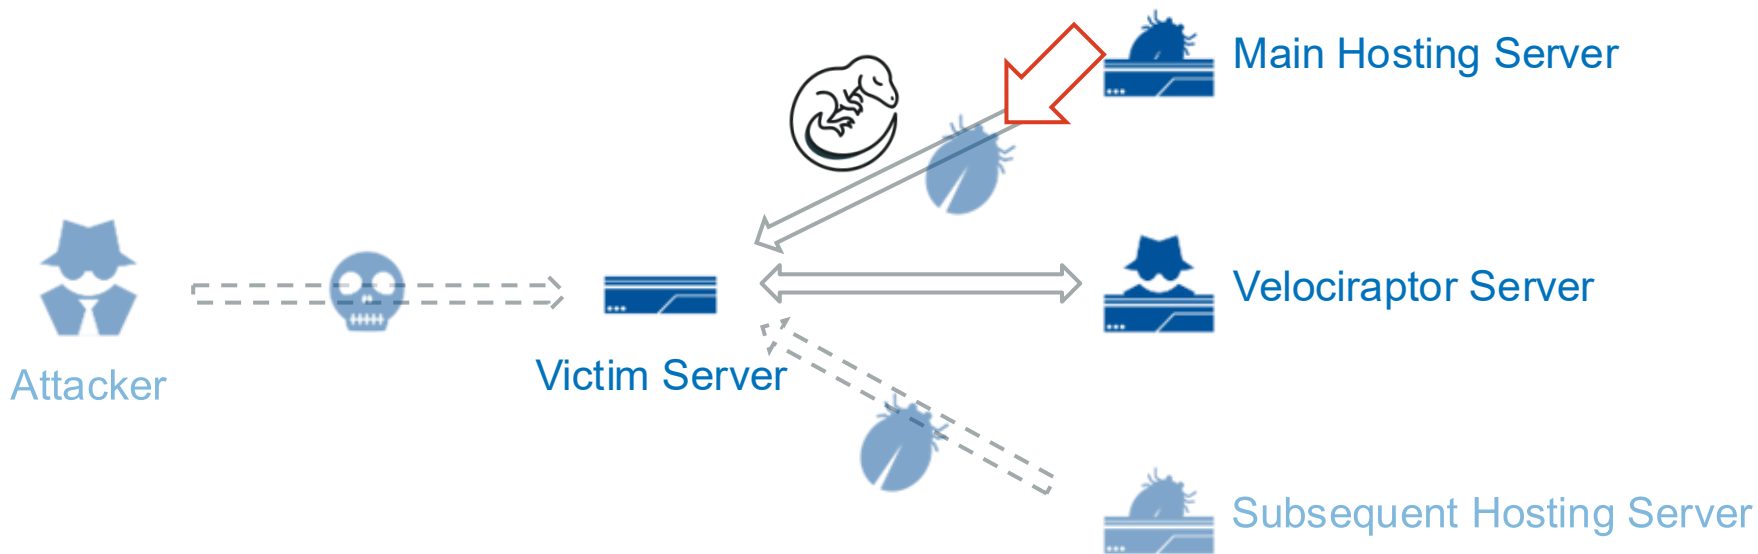 Main Hosting Server
Velociraptor Server
Victim Server
Attacker
Subsequent Hosting Server